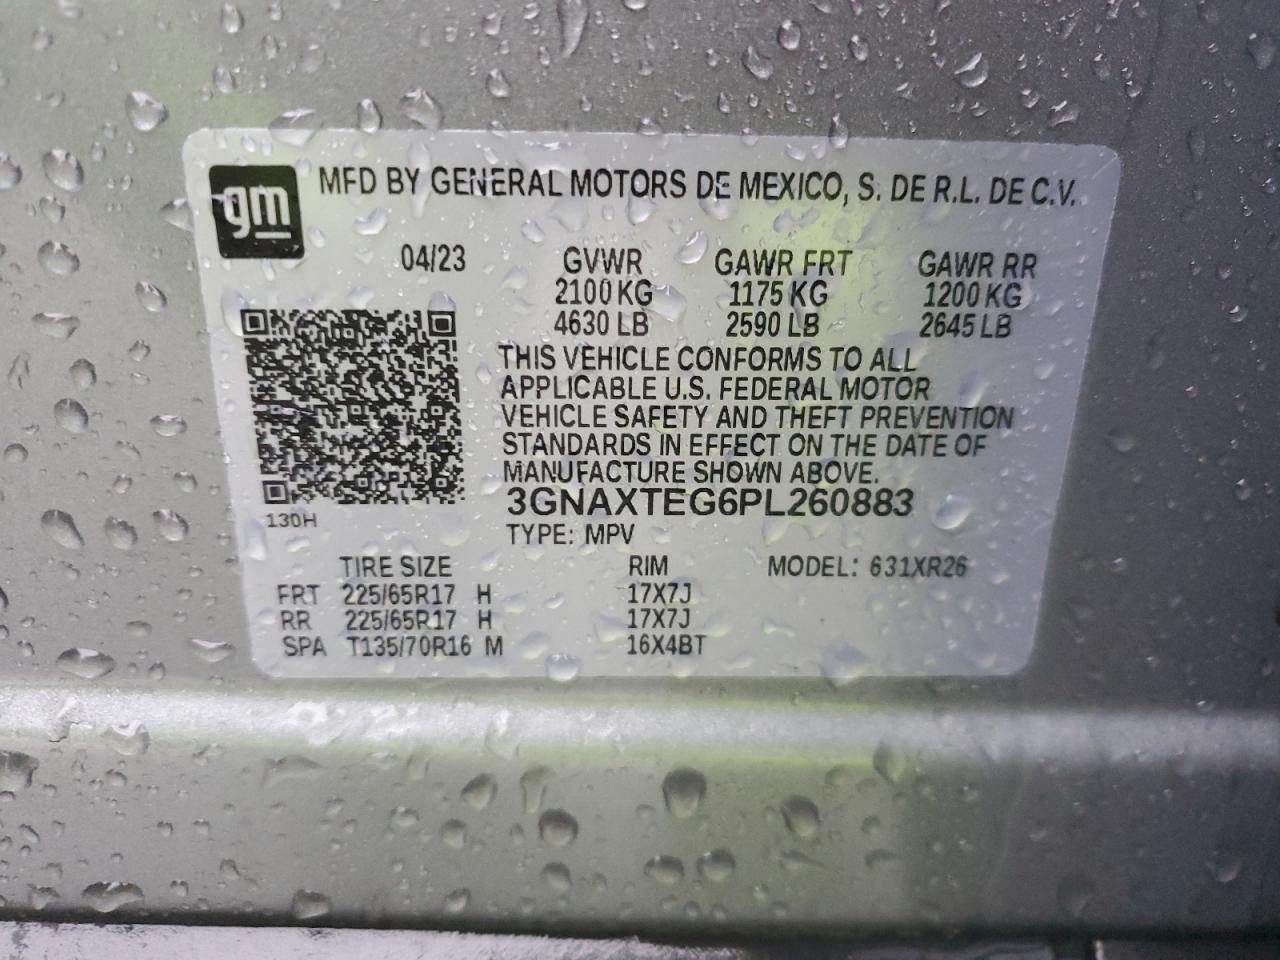 gm
MFD BY GENERAL MOTORS DE MEXICO, S. DE R.L. DE C.V.
04/23 GVWR GAWR FRT GAWR RR
2100 KG 1175 KG 1200 KG
4630 LB 2590 LB 2645 LB
THIS VEHICLE CONFORMS TO ALL
APPLICABLE U.S. FEDERAL MOTOR
VEHICLE SAFETY AND THEFT PREVENTION
STANDARDS IN EFFECT ON THE DATE OF
MANUFACTURE SHOWN ABOVE.
3GNAXTEG6PL260883
130H
TYPE: MPV
TIRE SIZE RIM MODEL: 631XR26
FRT 225/65R17 H 17X7J
RR 225/65R17 H 17X7J
SPA T135/70R16 M 16X4BT